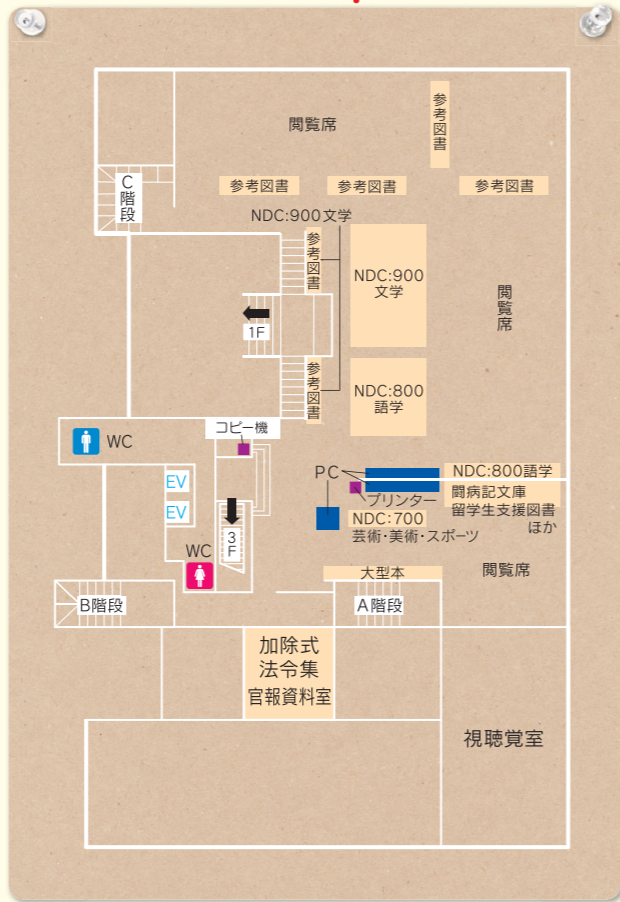 閲覧席
参考図書
参考図書
参考図書
参考図書
C階段
NDC:900文学
参考図書
NDC:900
文学
閲覧席
1F
参考図書
NDC:800
語学
コピー機
WC
EV
EV
PC
NDC:800語学
プリンター
闘病記文庫
留学生支援図書
ほか
NDC:700
芸術・美術・スポーツ
3F
WC
大型本
閲覧席
B階段
A階段
加除式
法令集
官報資料室
視聴覚室